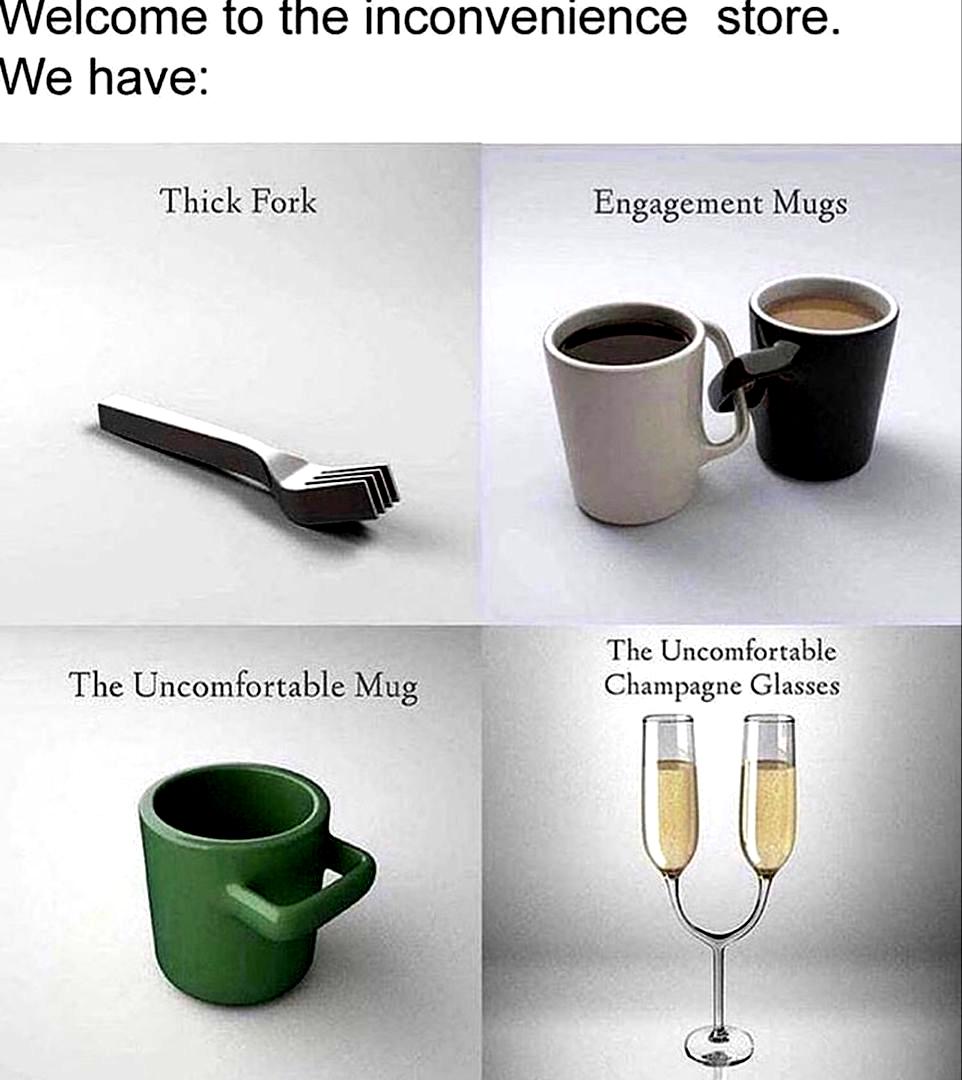 Welcome to the inconvenience  store.
We have:
Thick Fork
Engagement Mugs
The Uncomfortable Mug
The Uncomfortable
Champagne Glasses